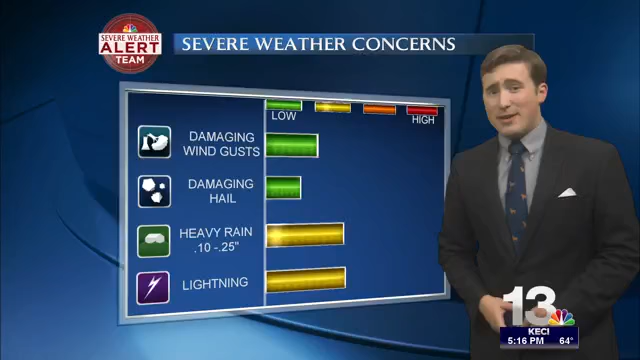 SEVERE WEATHER
ALERT
TEAM
SEVERE WEATHER CONCERNS
LOW
HIGH
DAMAGING
WIND GUSTS
DAMAGING
HAIL
HEAVY RAIN
.10 -.25"
LIGHTNING
13
KECI
5:16 PM 64°